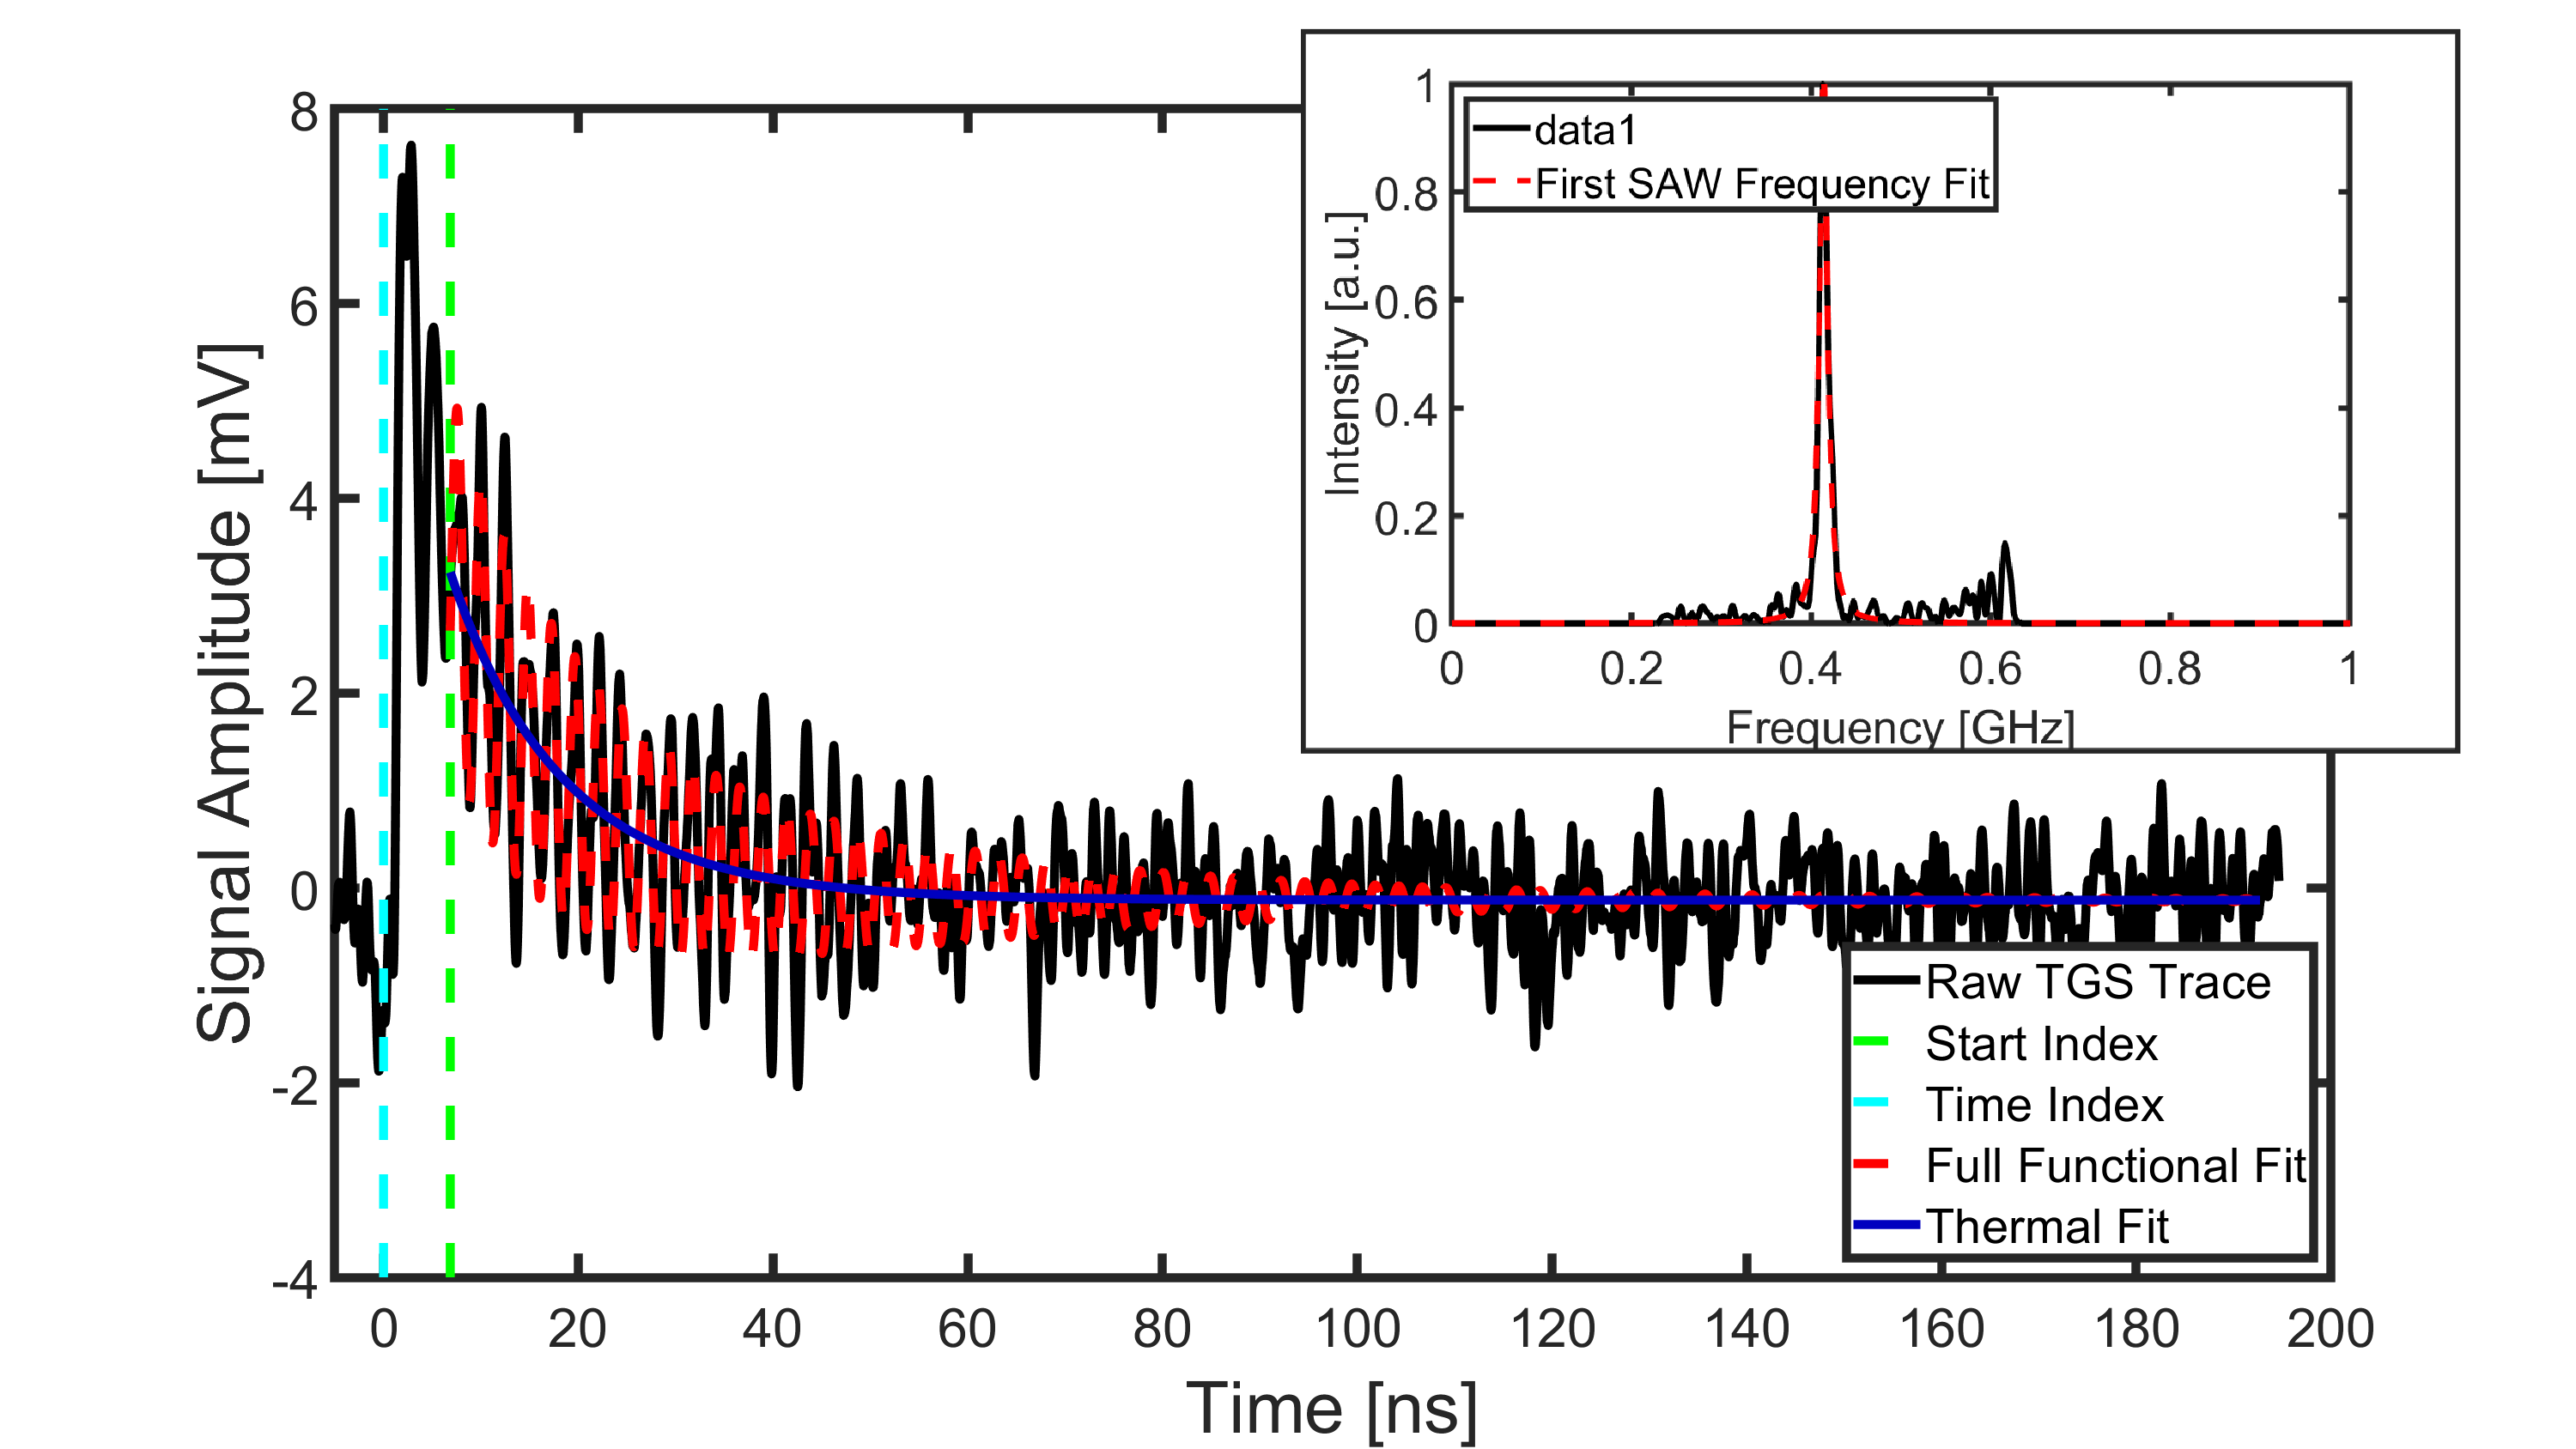 8
6
4
2
0
-2
-4
Signal Amplitude [mV]
0 20 40 60 80 100 120 140 160 180 200
Time [ns]
1
0.8
0.6
0.4
0.2
0
Intensity [a.u.]
data1
First SAW Frequency Fit
0 0.2 0.4 0.6 0.8 1
Frequency [GHz]
Raw TGS Trace
Start Index
Time Index
Full Functional Fit
Thermal Fit